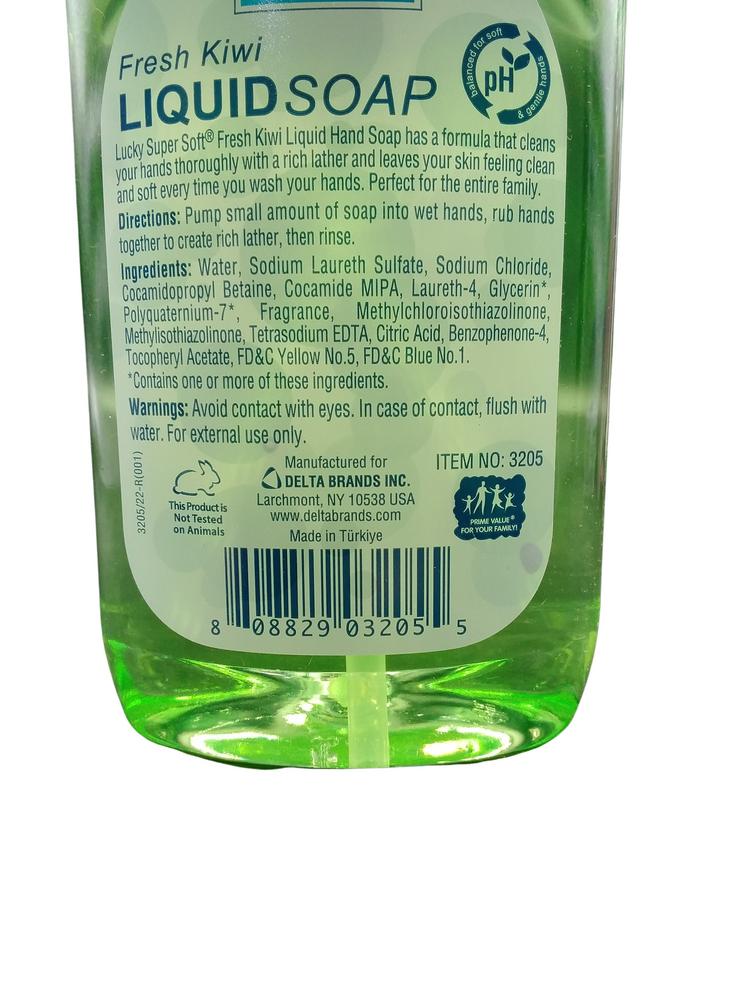 Fresh Kiwi
LIQUID SOAP
balanced for soft
pH
& gentle hands
Lucky Super Soft® Fresh Kiwi Liquid Hand Soap has a formula that cleans
your hands thoroughly with a rich lather and leaves your skin feeling clean
and soft every time you wash your hands. Perfect for the entire family.
Directions: Pump small amount of soap into wet hands, rub hands
together to create rich lather, then rinse.
Ingredients: Water, Sodium Laureth Sulfate, Sodium Chloride,
Cocamidopropyl Betaine, Cocamide MIPA, Laureth-4, Glycerin*,
Polyquaternium-7*, Fragrance, Methylchloroisothiazolinone,
Methylisothiazolinone, Tetrasodium EDTA, Citric Acid, Benzophenone-4,
Tocopheryl Acetate, FD&C Yellow No.5, FD&C Blue No.1.
*Contains one or more of these ingredients.
Warnings: Avoid contact with eyes. In case of contact, flush with
water. For external use only.
3205/22-R(001)
This Product is
Not Tested
on Animals
Manufactured for
DELTA BRANDS INC.
Larchmont, NY 10538 USA
www.deltabrands.com
Made in Türkiye
ITEM NO: 3205
PRIME VALUE®
FOR YOUR FAMILY!
8 08829 03205 5